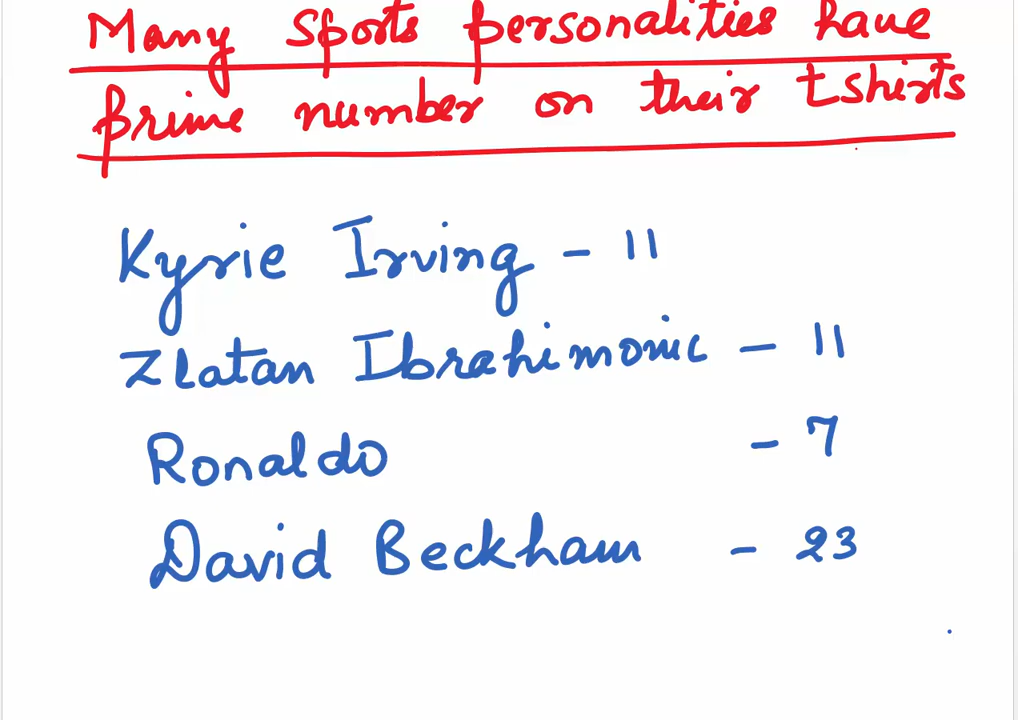 Many sports personalities have
prime number on their tshirts
Kyrie Irving - 11
Zlatan Ibrahimonic - 11
Ronaldo - 7
David Beckham - 23